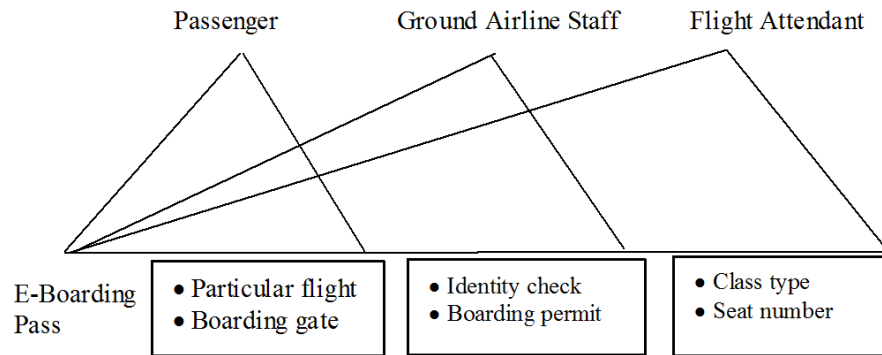 Passenger
Ground Airline Staff
Flight Attendant
E-Boarding
Pass
• Particular flight
• Boarding gate
• Identity check
• Boarding permit
• Class type
• Seat number